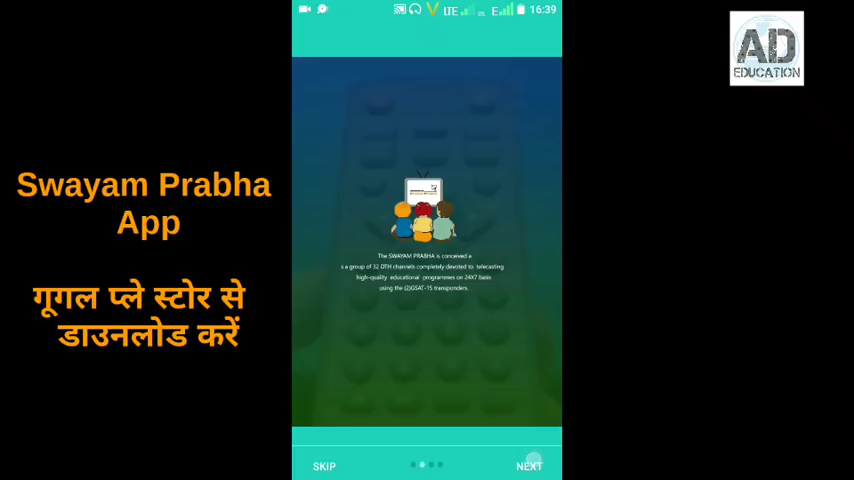 LTE E 16:39
AD
EDUCATION
Swayam Prabha
App
गूगल प्ले स्टोर से
डाउनलोड करें
The SWAYAM PRABHA is conceived a
s a group of 32 DTH channels completely devoted to telecasting
high-quality educational programmes on 24X7 basis
using the (2)GSAT-15 transponders.
SKIP NEXT